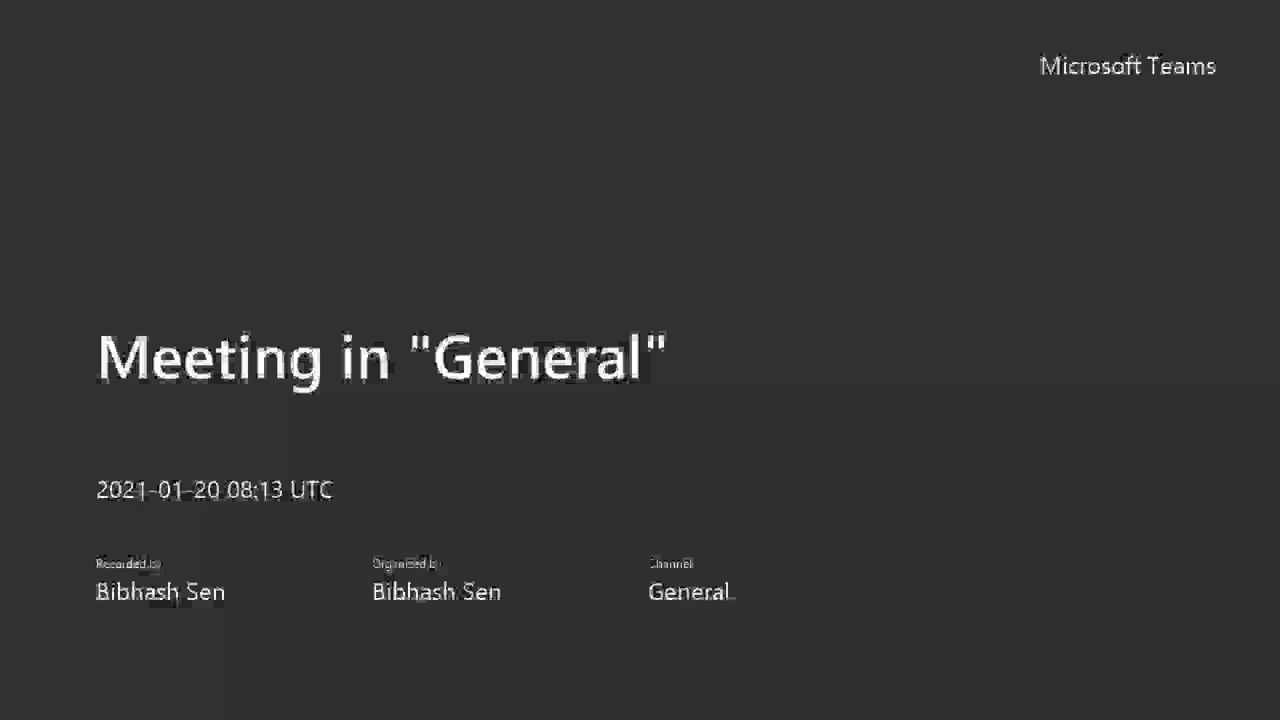 Microsoft Teams
Meeting in "General"
2021-01-20 08:13 UTC
Recorded by Organized by Channel
Bibhash Sen Bibhash Sen General